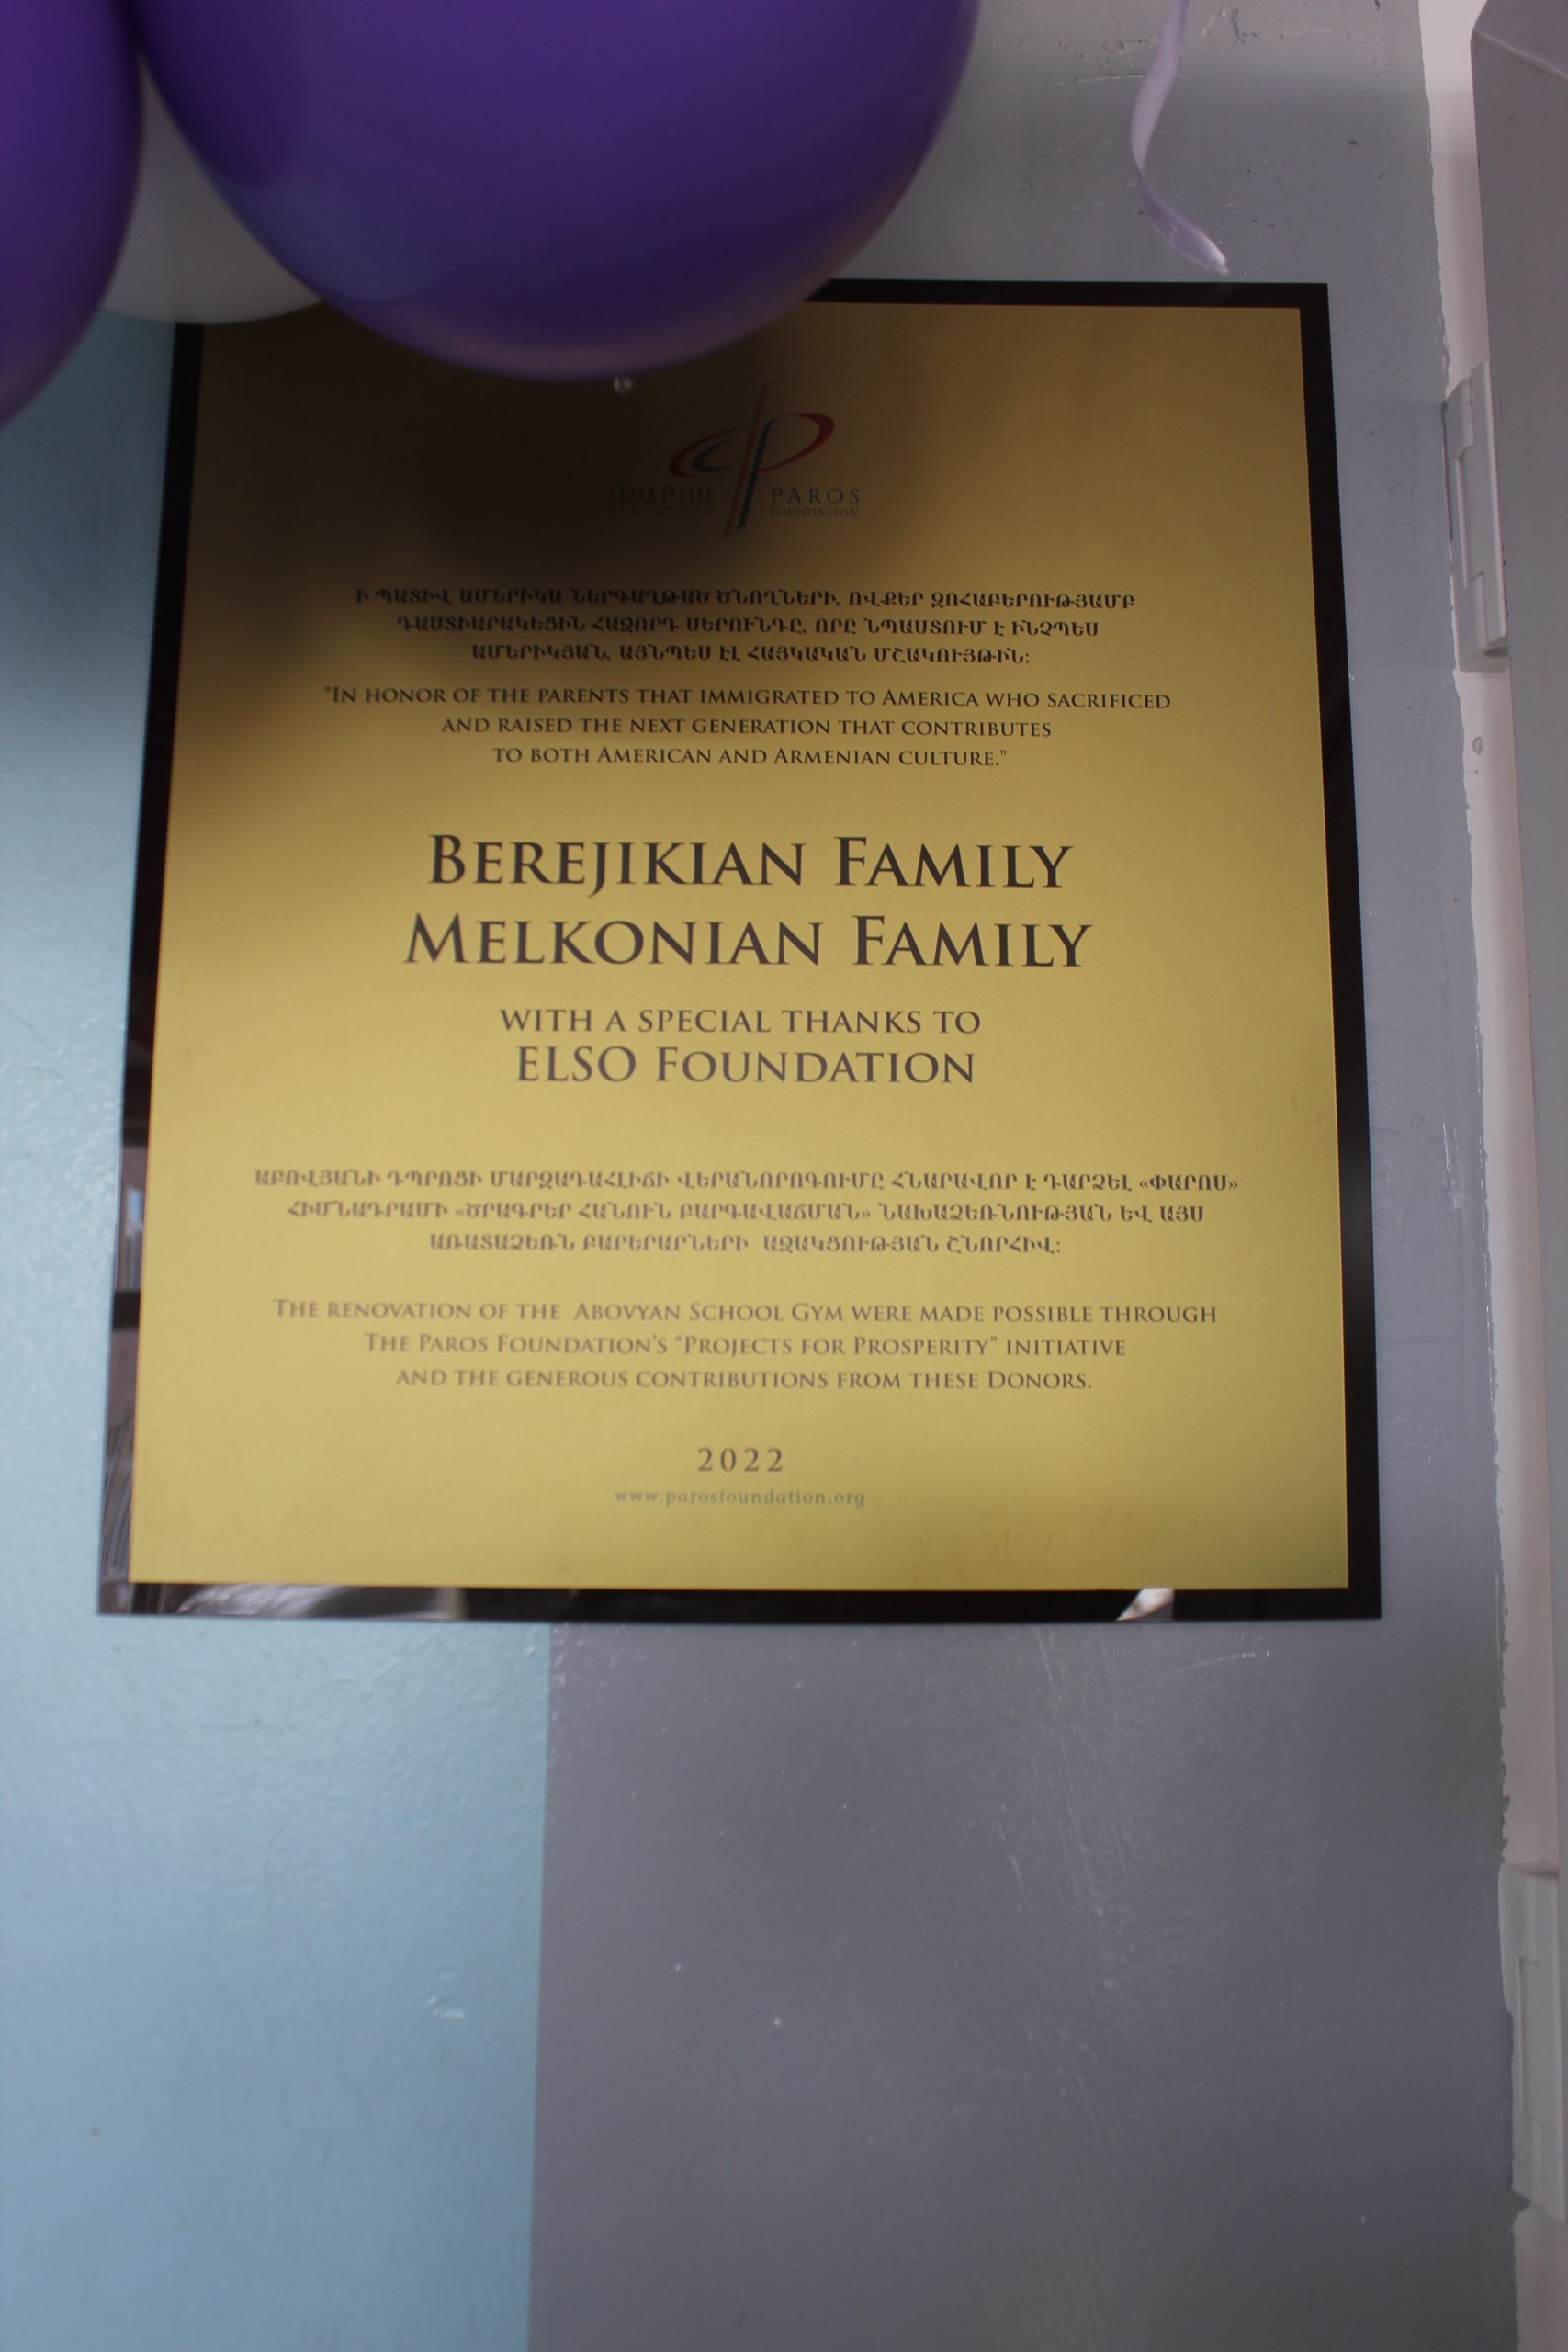 ՓԱՐՈՍ
PAROS
FOUNDATION
Ի ՊԱՏԻՎ ԱՄԵՐԻԿԱ ՆԵՐԳԱՂԹԱԾ ԾՆՈՂՆԵՐԻ, ՈՎՔԵՐ ԶՈՀԱԲԵՐՈՒԹՅԱՄԲ
ԴԱՍՏԻԱՐԱԿԵՑԻՆ ՀԱՋՈՐԴ ՍԵՐՈՒՆԴԸ, ՈՐԸ ՆՊԱՍՏՈՒՄ Է ԻՆՉՊԵՍ
ԱՄԵՐԻԿՅԱՆ, ԱՅՆՊԵՍ ԷԼ ՀԱՅԿԱԿԱՆ ՄՇԱԿՈՒՅԹԻՆ:
"IN HONOR OF THE PARENTS THAT IMMIGRATED TO AMERICA WHO SACRIFICED
AND RAISED THE NEXT GENERATION THAT CONTRIBUTES
TO BOTH AMERICAN AND ARMENIAN CULTURE."
BEREJIKIAN FAMILY
MELKONIAN FAMILY
WITH A SPECIAL THANKS TO
ELSO FOUNDATION
ԱԲՈՎՅԱՆԻ ԴՊՐՈՑԻ ՄԱՐԶԱԴԱՀԼԻՃԻ ՎԵՐԱՆՈՐՈԳՈՒՄԸ ՀՆԱՐԱՎՈՐ Է ԴԱՐՁԵԼ «ՓԱՐՈՍ»
ՀԻՄՆԱԴՐԱՄԻ «ԾՐԱԳՐԵՐ ՀԱՆՈՒՆ ԲԱՐԳԱՎԱՃՄԱՆ» ՆԱԽԱՁԵՌՆՈՒԹՅԱՆ ԵՎ ԱՅՍ
ԱՌԱՏԱՁԵՌՆ ԲԱՐԵՐԱՐՆԵՐԻ ԱՋԱԿՑՈՒԹՅԱՆ ՇՆՈՐՀԻՎ:
THE RENOVATION OF THE ABOVYAN SCHOOL GYM WERE MADE POSSIBLE THROUGH
THE PAROS FOUNDATION'S "PROJECTS FOR PROSPERITY" INITIATIVE
AND THE GENEROUS CONTRIBUTIONS FROM THESE DONORS.
2022
www.parosfoundation.org